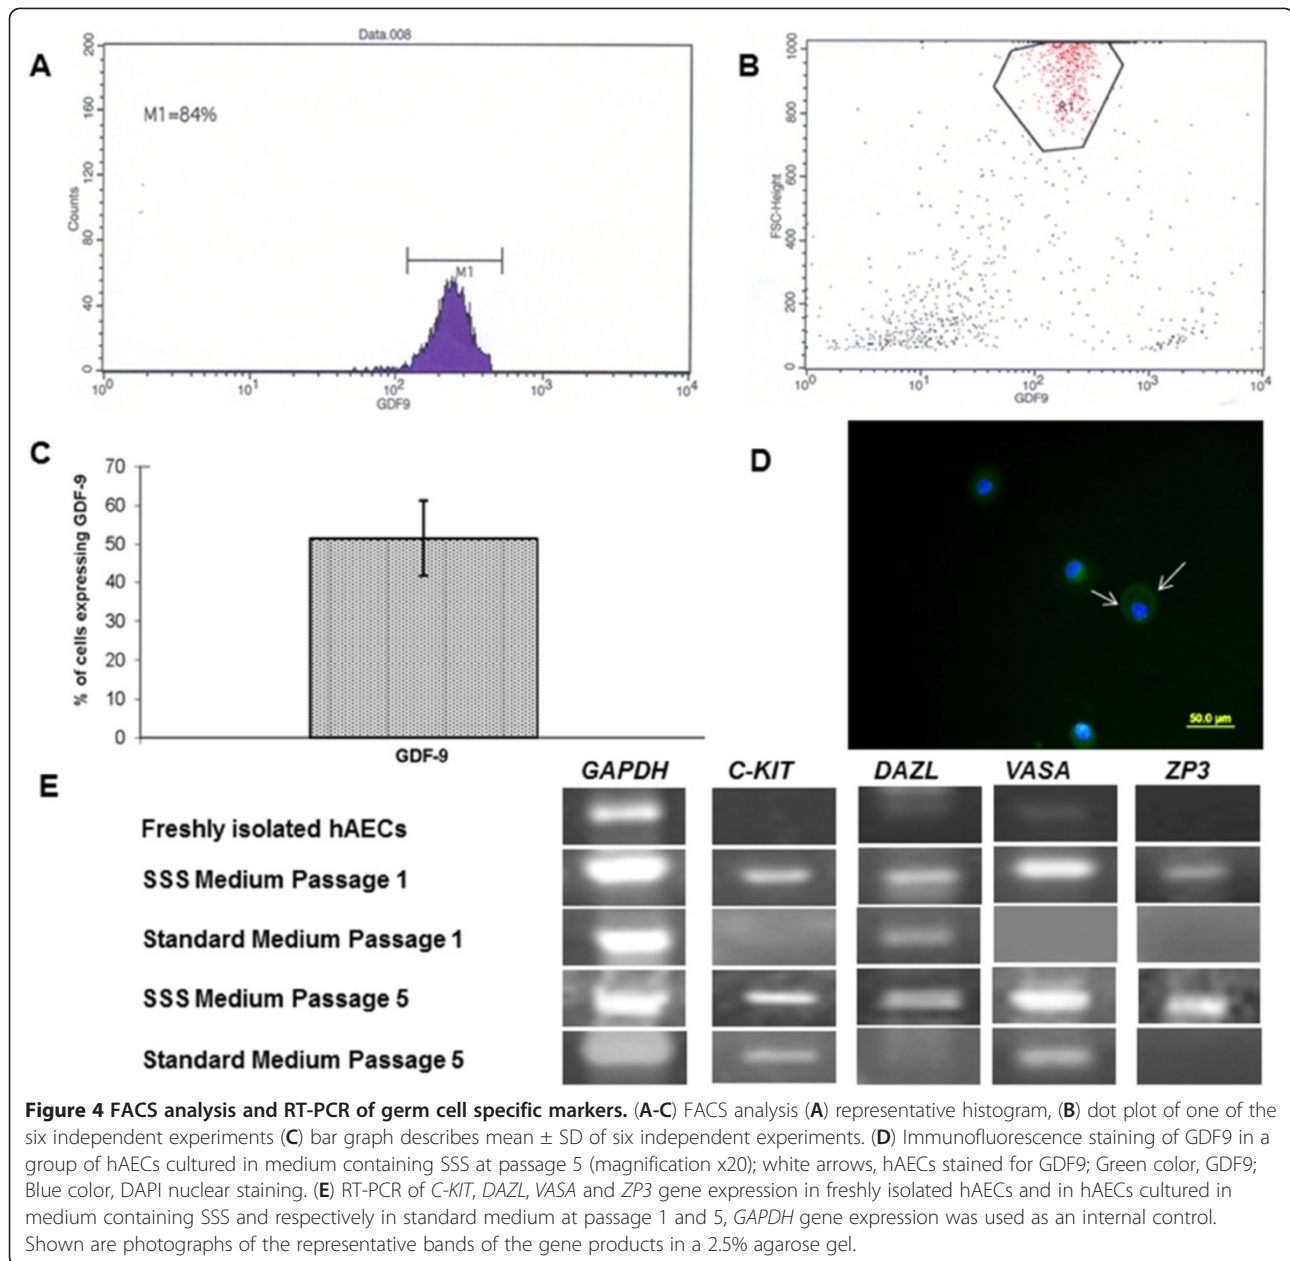 A
Data.008
200
160
120
80
40
0
Counts
M1=84%
M1
10⁰ 10¹ 10² 10³ 10⁴
GDF9
B
1000
800
600
400
200
0
FSC-Height
R1
10⁰ 10¹ 10² 10³ 10⁴
GDF9
C
70
60
50
40
30
20
10
0
% of cells expressing GDF-9
GDF-9
D
50.0 µm
E
GAPDH C-KIT DAZL VASA ZP3
Freshly isolated hAECs
SSS Medium Passage 1
Standard Medium Passage 1
SSS Medium Passage 5
Standard Medium Passage 5
Figure 4 FACS analysis and RT-PCR of germ cell specific markers. (A-C) FACS analysis (A) representative histogram, (B) dot plot of one of the
six independent experiments (C) bar graph describes mean ± SD of six independent experiments. (D) Immunofluorescence staining of GDF9 in a
group of hAECs cultured in medium containing SSS at passage 5 (magnification x20); white arrows, hAECs stained for GDF9; Green color, GDF9;
Blue color, DAPI nuclear staining. (E) RT-PCR of C-KIT, DAZL, VASA and ZP3 gene expression in freshly isolated hAECs and in hAECs cultured in
medium containing SSS and respectively in standard medium at passage 1 and 5, GAPDH gene expression was used as an internal control.
Shown are photographs of the representative bands of the gene products in a 2.5% agarose gel.